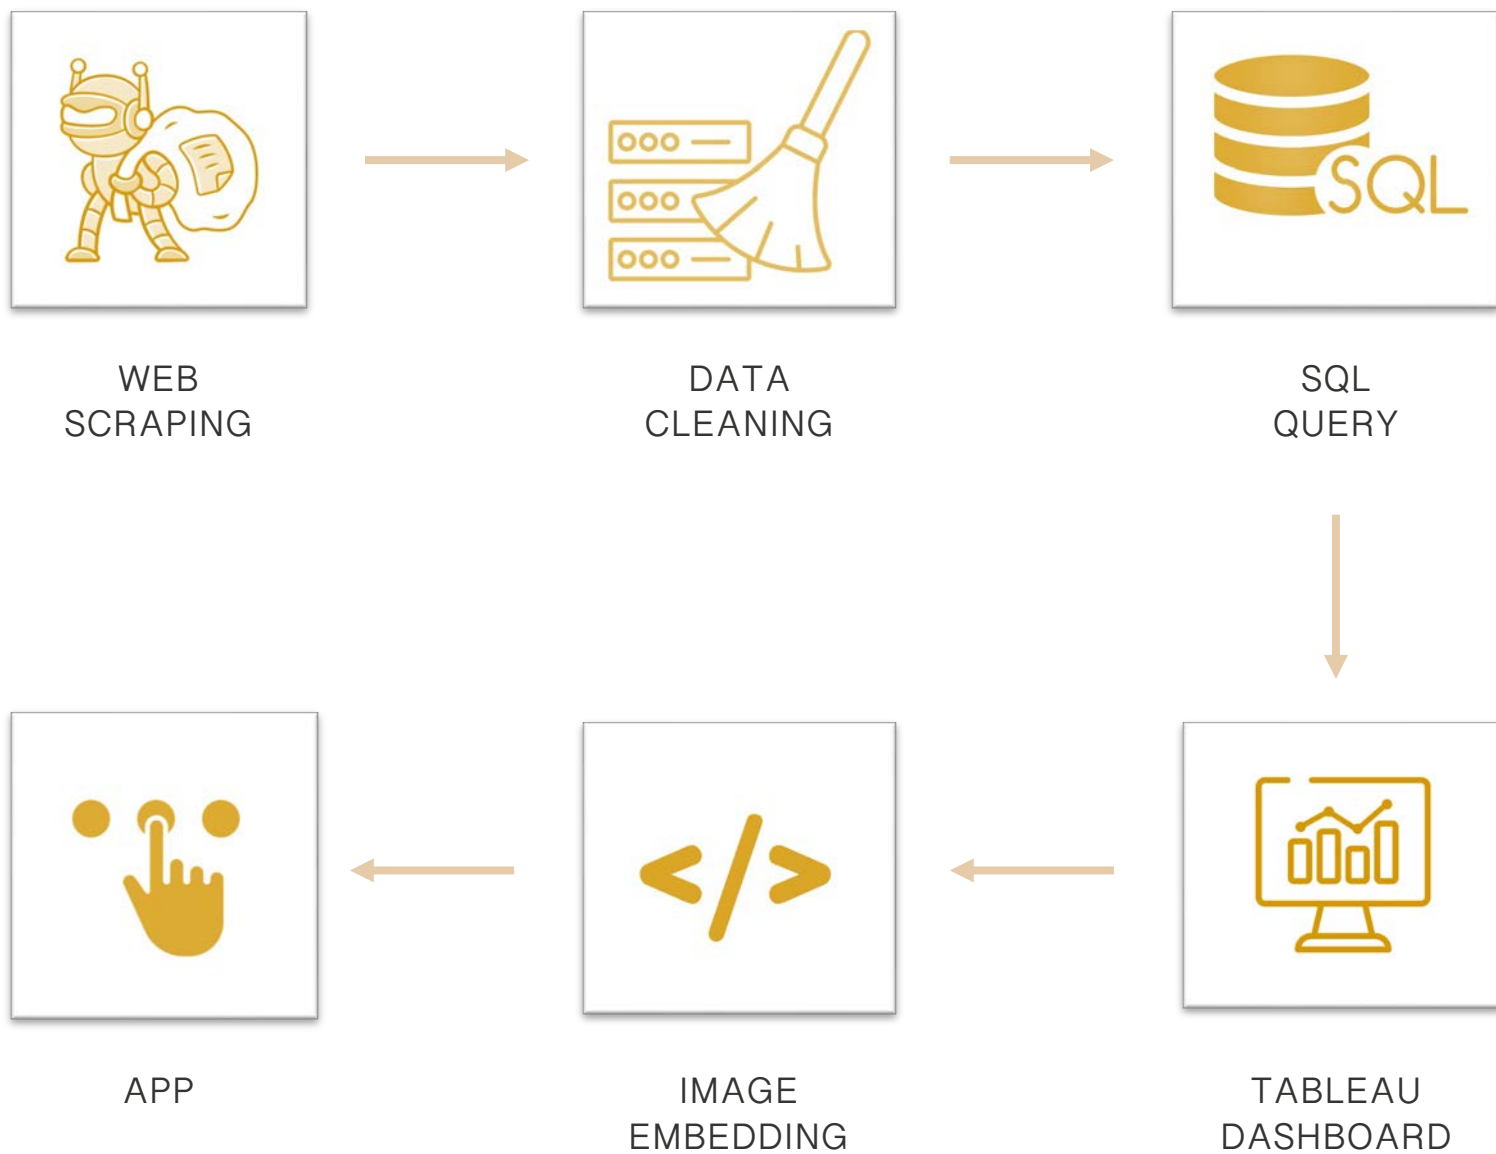 SQL
WEB
SCRAPING
DATA
CLEANING
SQL
QUERY
</>
APP
IMAGE
EMBEDDING
TABLEAU
DASHBOARD